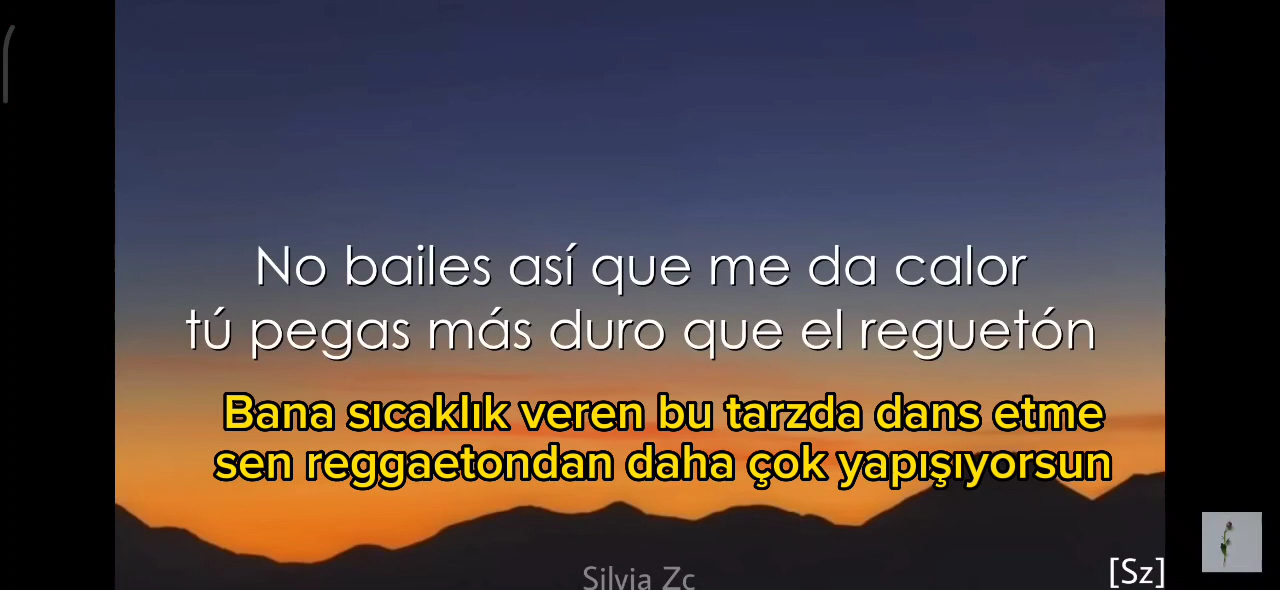 No bailes así que me da calor
tú pegas más duro que el reguetón
Bana sıcaklık veren bu tarzda dans etme
sen reggaetondan daha çok yapışıyorsun
Silvia Zc
[Sz]